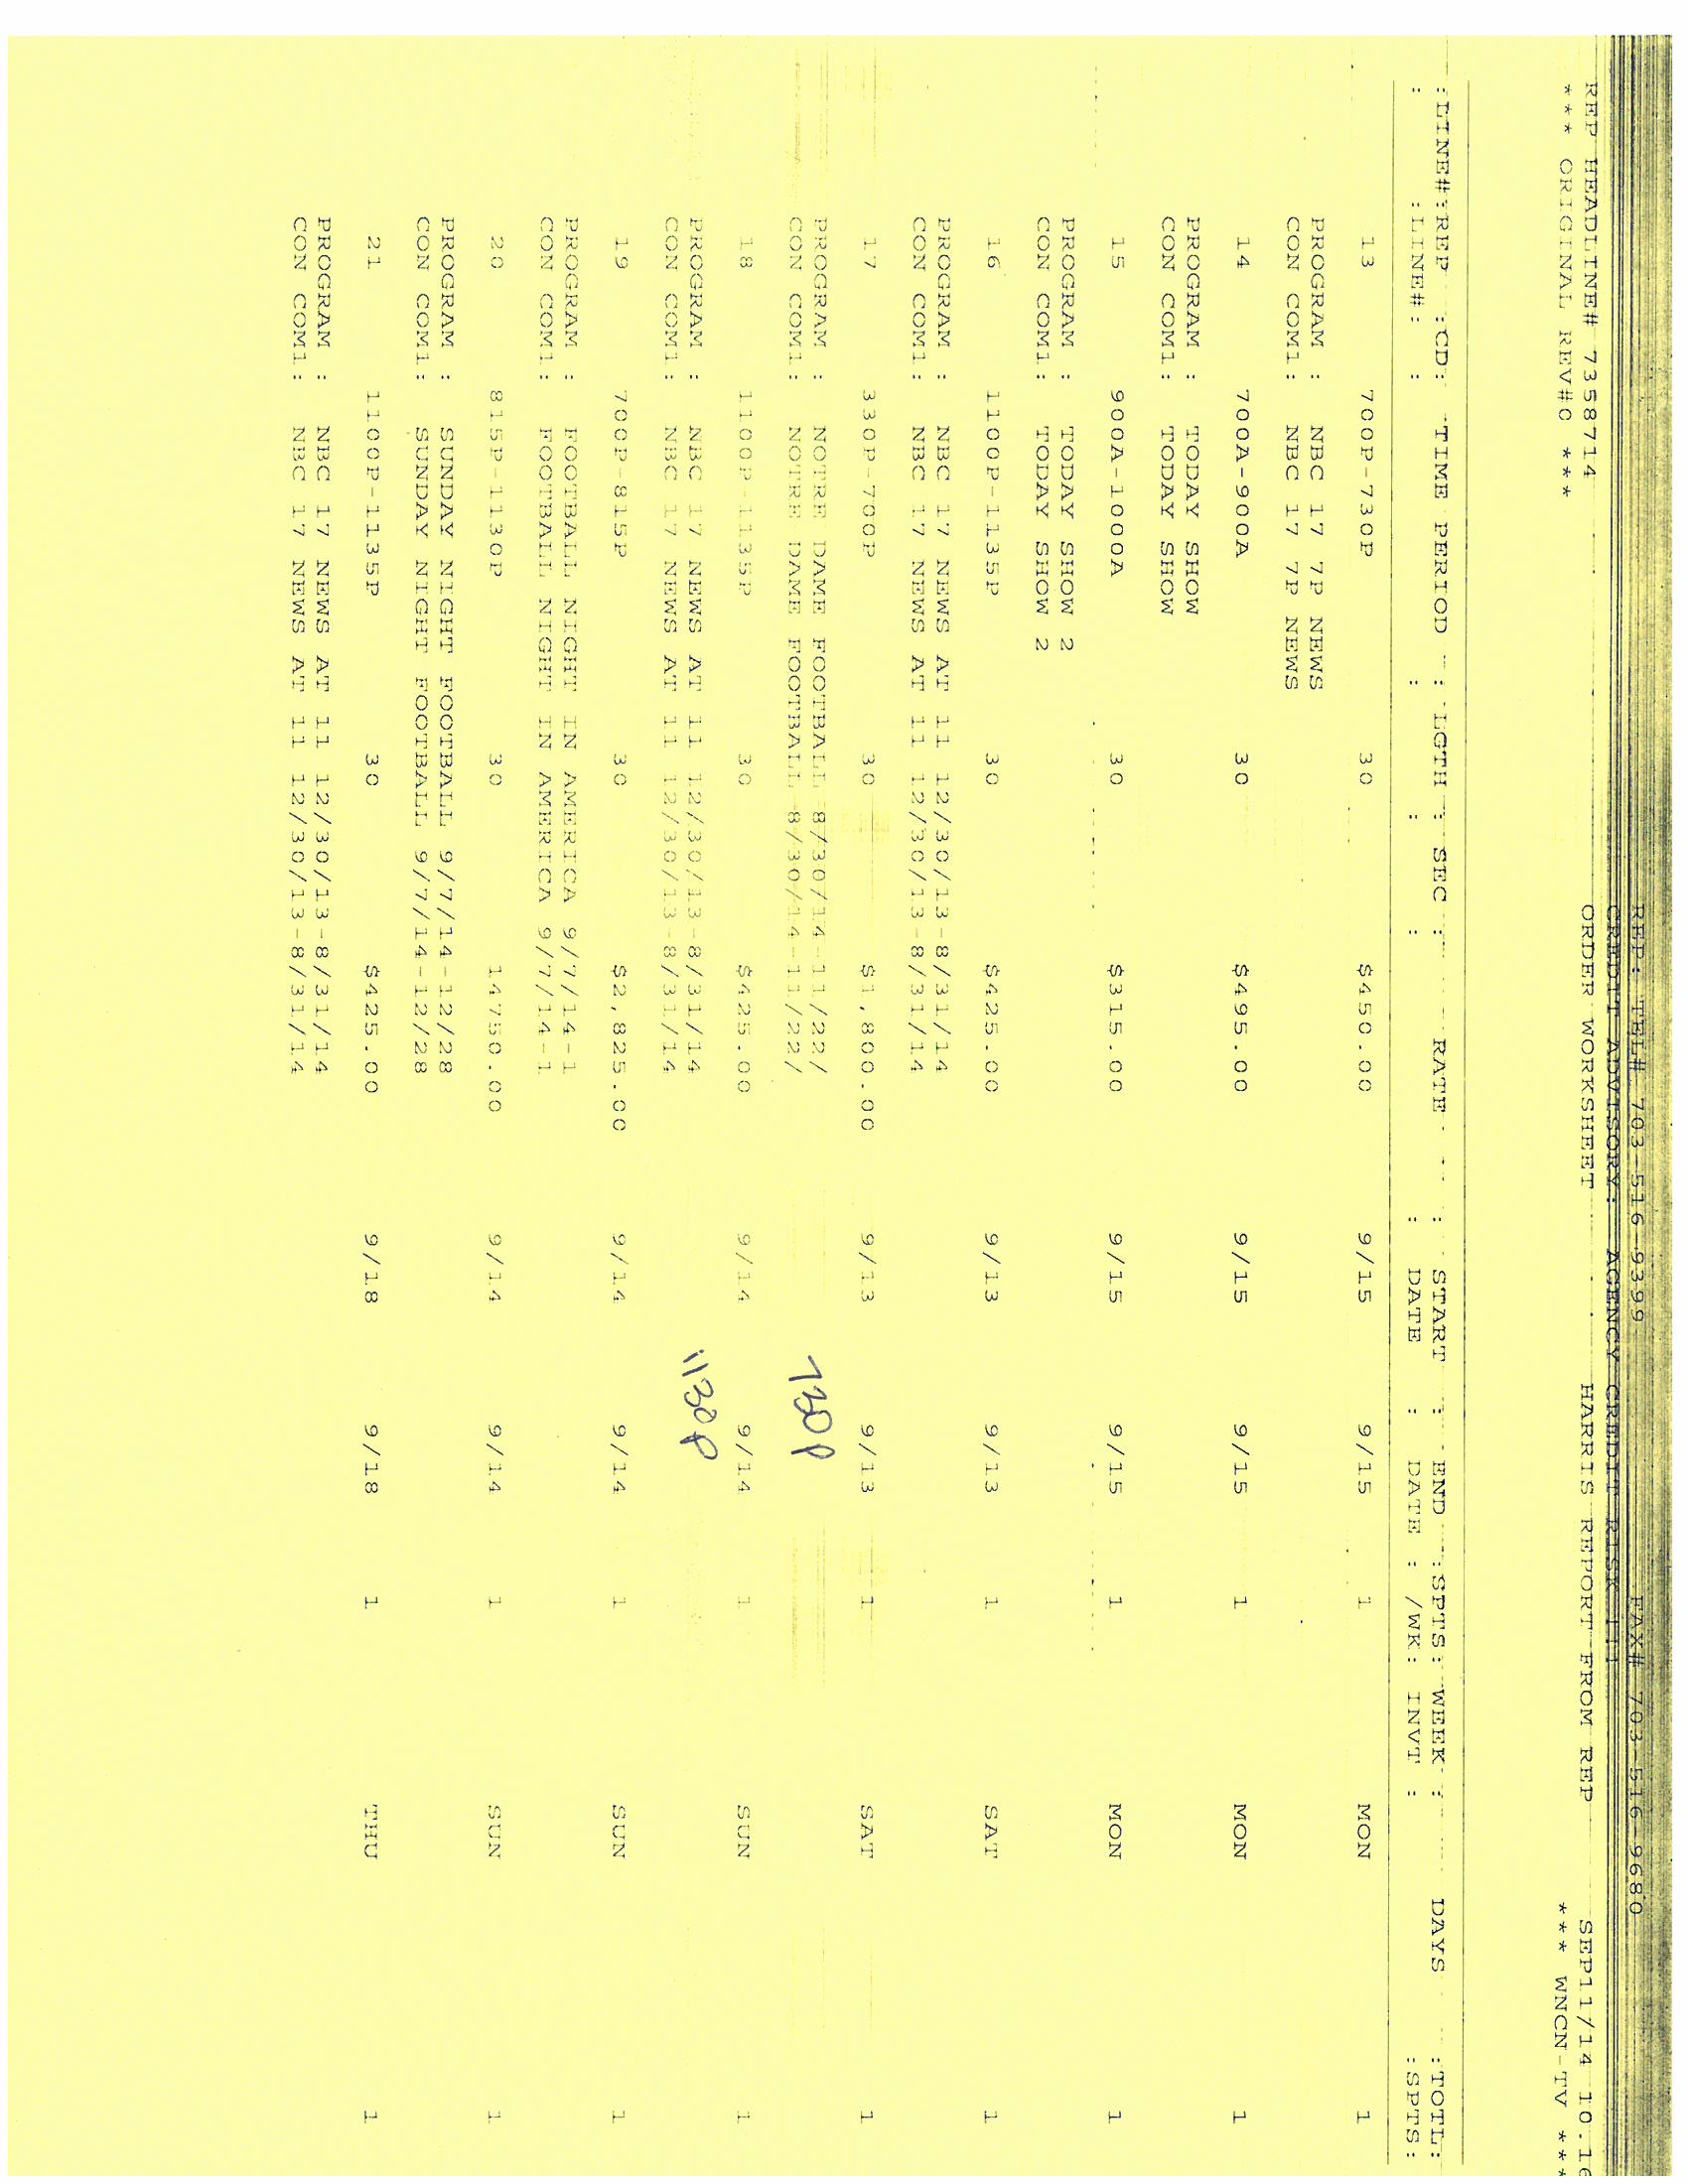 REP: TEL# 703-516-9399 FAX# 703-516-9680
CREDIT ADVISORY: AGENCY CREDIT RISK
REP HEADLINE# 7358714 ORDER WORKSHEET HARRIS REPORT FROM REP SEP11/14 10.16
*** ORIGINAL REV#0 *** *** WNCN-TV ***
:LINE#:REP :CD: TIME PERIOD : LGTH : SEC : RATE : START : END :SPTS: WEEK : DAYS :TOTL:
: :LINE#: : : : : : DATE : DATE : /WK: INVT : :SPTS:
13 700P-730P 30 $450.00 9/15 9/15 1 MON 1
PROGRAM : NBC 17 7P NEWS
CON COM1: NBC 17 7P NEWS
14 700A-900A 30 $495.00 9/15 9/15 1 MON 1
PROGRAM : TODAY SHOW
CON COM1: TODAY SHOW
15 900A-1000A 30 $315.00 9/15 9/15 1 MON 1
PROGRAM : TODAY SHOW 2
CON COM1: TODAY SHOW 2
16 1100P-1135P 30 $425.00 9/13 9/13 1 SAT 1
PROGRAM : NBC 17 NEWS AT 11 12/30/13-8/31/14
CON COM1: NBC 17 NEWS AT 11 12/30/13-8/31/14
17 330P-700P 30 $1,800.00 9/13 9/13 1 SAT 1
PROGRAM : NOTRE DAME FOOTBALL 8/30/14-11/22/
CON COM1: NOTRE DAME FOOTBALL 8/30/14-11/22/
730p
18 1100P-1135P 30 $425.00 9/14 9/14 1 SUN 1
PROGRAM : NBC 17 NEWS AT 11 12/30/13-8/31/14
CON COM1: NBC 17 NEWS AT 11 12/30/13-8/31/14
1130p
19 700P-815P 30 $2,825.00 9/14 9/14 1 SUN 1
PROGRAM : FOOTBALL NIGHT IN AMERICA 9/7/14-1
CON COM1: FOOTBALL NIGHT IN AMERICA 9/7/14-1
20 815P-1130P 30 14750.00 9/14 9/14 1 SUN 1
PROGRAM : SUNDAY NIGHT FOOTBALL 9/7/14-12/28
CON COM1: SUNDAY NIGHT FOOTBALL 9/7/14-12/28
21 1100P-1135P 30 $425.00 9/18 9/18 1 THU 1
PROGRAM : NBC 17 NEWS AT 11 12/30/13-8/31/14
CON COM1: NBC 17 NEWS AT 11 12/30/13-8/31/14